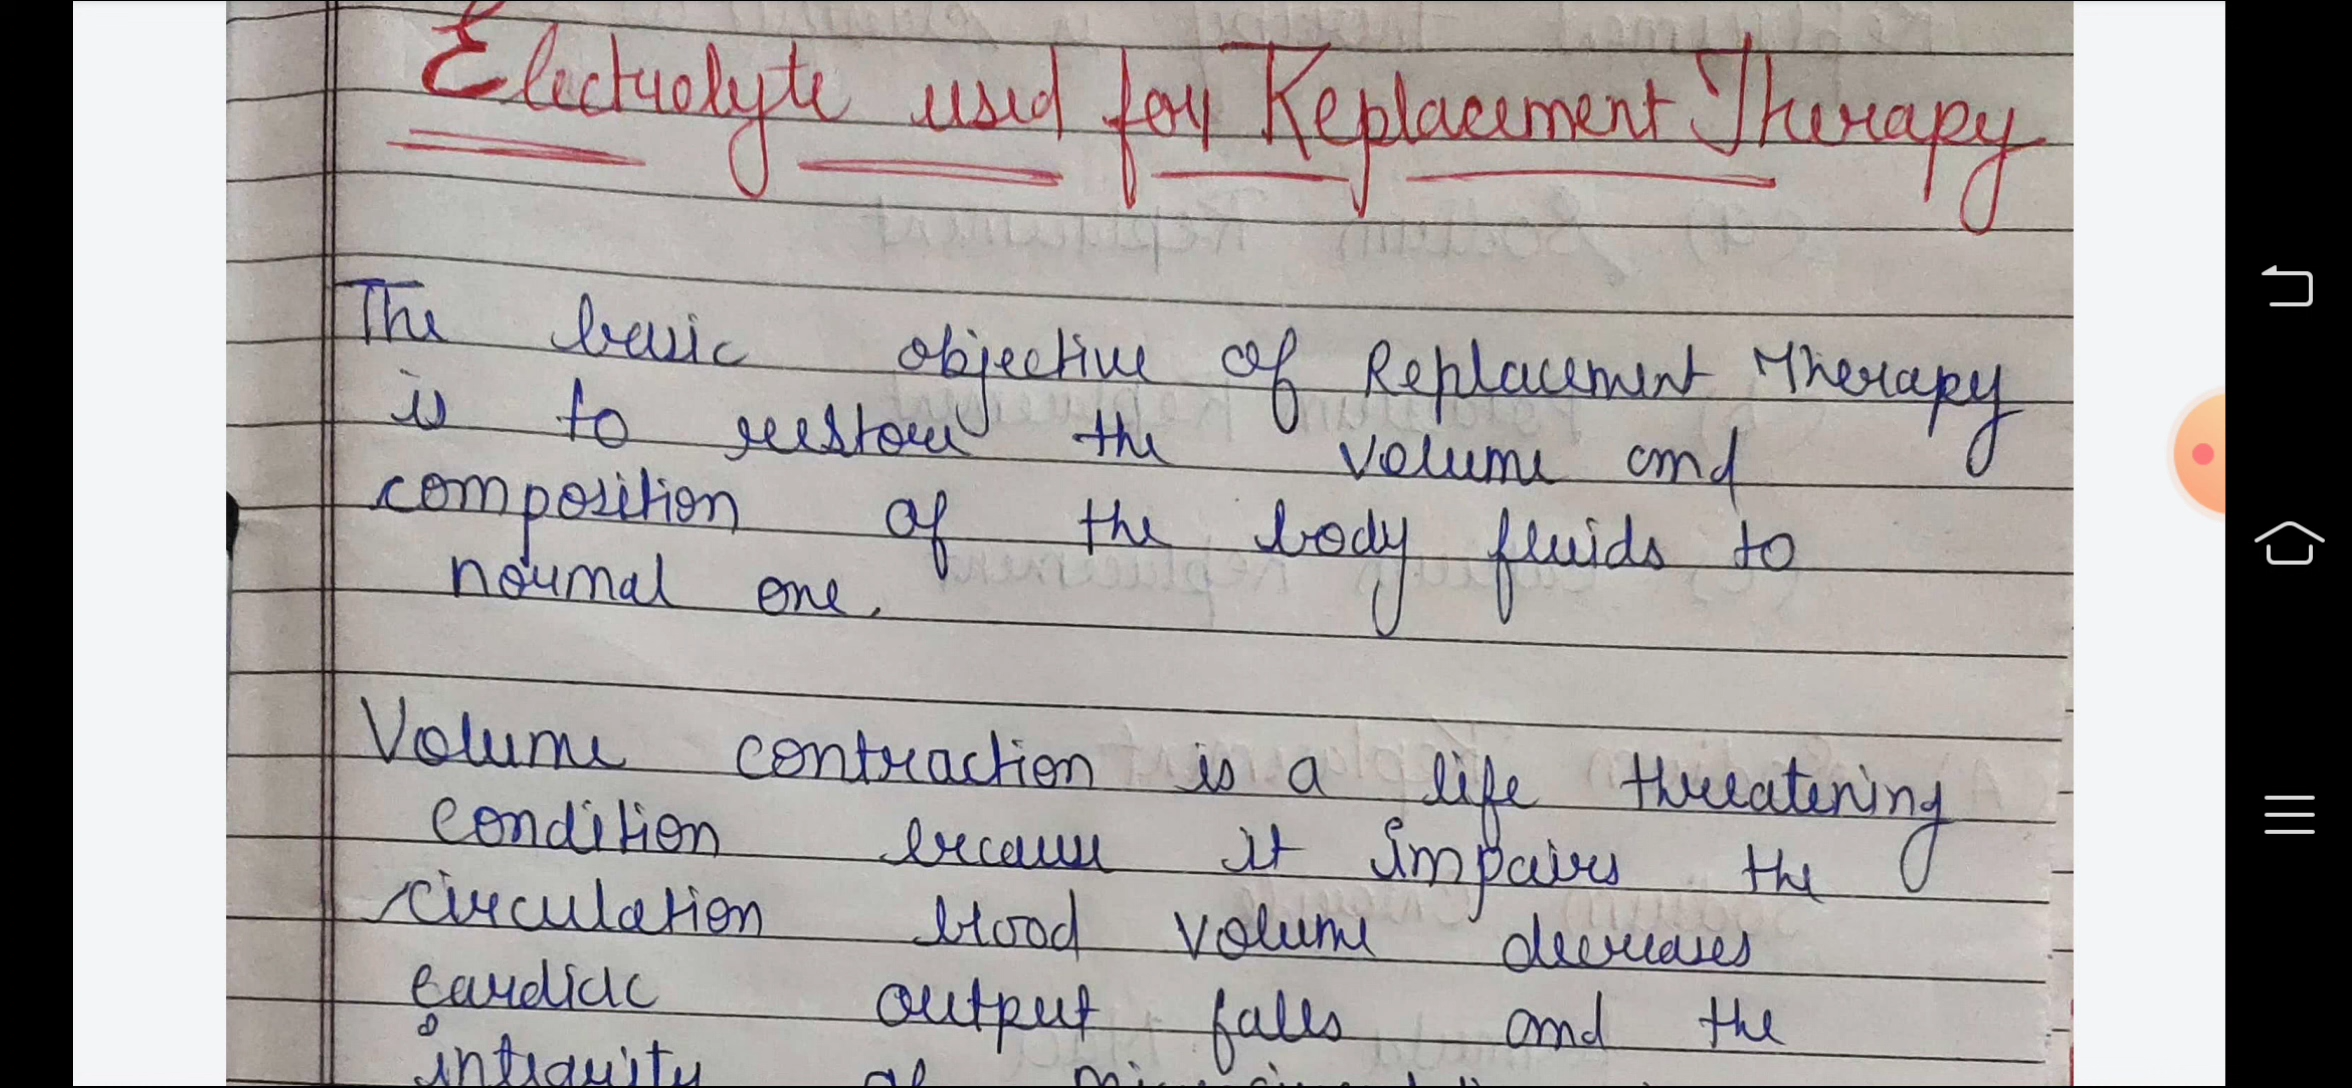 Electrolyte used for Replacement Therapy
The basic objective of Replacement Therapy
is to restore the volume and
composition of the body fluids to
normal one.
Volume contraction is a life threatening
condition because it impairs the
circulation blood volume decreases
cardiac output falls and the